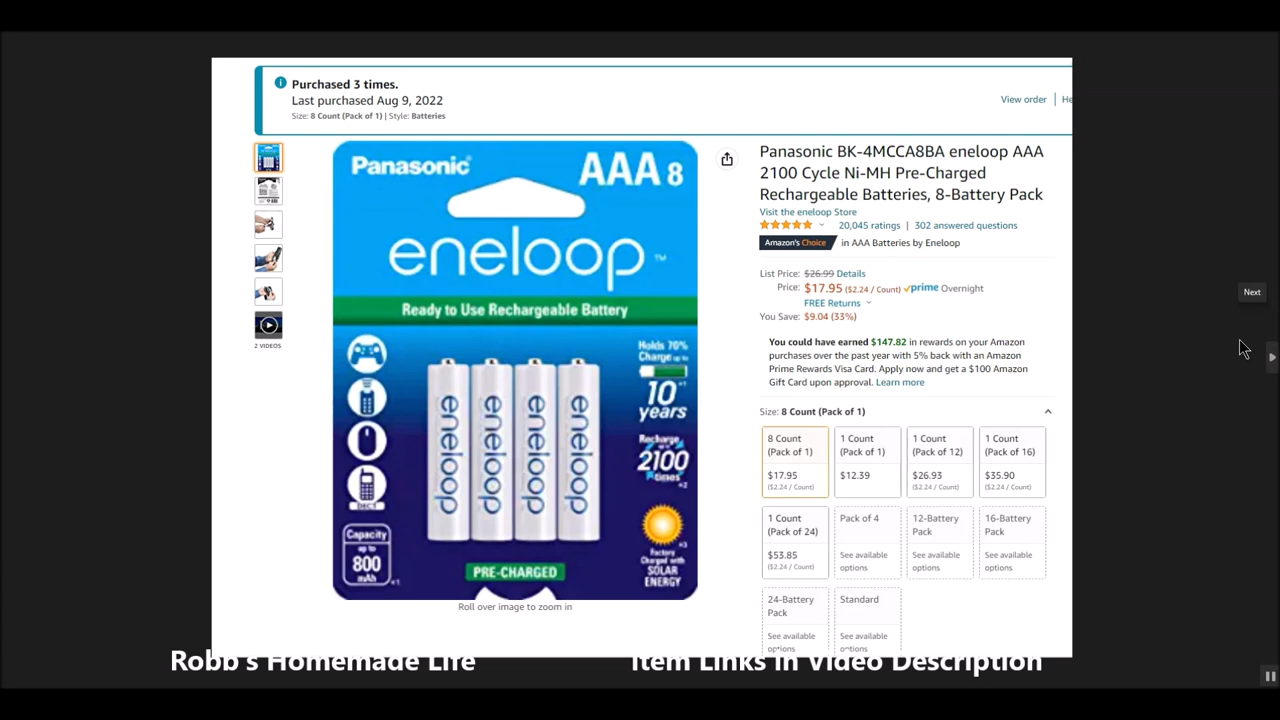 Purchased 3 times.
Last purchased Aug 9, 2022
View order | He
Size: 8 Count (Pack of 1) | Style: Batteries
Panasonic
AAA 8
eneloop™
Ready to Use Rechargeable Battery
Holds 70%
Charge up to
10
years
Recharge
2100
times
eneloop
eneloop
eneloop
eneloop
DECT
Capacity
up to
800
mAh
PRE-CHARGED
Factory
Charged with
SOLAR
ENERGY
Roll over image to zoom in
2 VIDEOS
Panasonic BK-4MCCA8BA eneloop AAA
2100 Cycle Ni-MH Pre-Charged
Rechargeable Batteries, 8-Battery Pack
Visit the eneloop Store
20,045 ratings | 302 answered questions
Amazon's Choice in AAA Batteries by Eneloop
List Price: $26.99 Details
Price: $17.95 ($2.24 / Count) prime Overnight
FREE Returns
You Save: $9.04 (33%)
You could have earned $147.82 in rewards on your Amazon
purchases over the past year with 5% back with an Amazon
Prime Rewards Visa Card. Apply now and get a $100 Amazon
Gift Card upon approval. Learn more
Size: 8 Count (Pack of 1)
8 Count
(Pack of 1)
$17.95
($2.24 / Count)
1 Count
(Pack of 1)
$12.39
1 Count
(Pack of 12)
$26.93
($2.24 / Count)
1 Count
(Pack of 16)
$35.90
($2.24 / Count)
1 Count
(Pack of 24)
$53.85
($2.24 / Count)
Pack of 4
See available
options
12-Battery
Pack
See available
options
16-Battery
Pack
See available
options
24-Battery
Pack
See available
options
Standard
See available
options
Next
Robb's Homemade Life
Item Links in Video Description